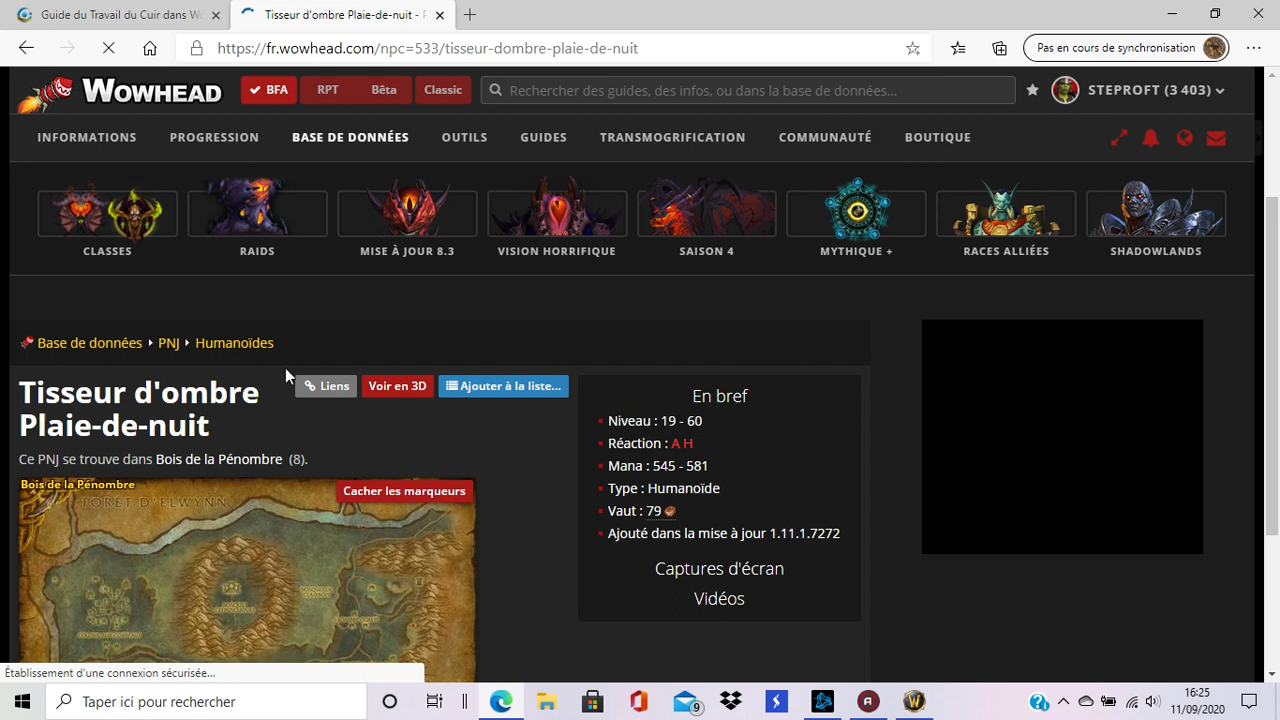 Guide du Travail du Cuir dans W
Tisseur d'ombre Plaie-de-nuit -
https://fr.wowhead.com/npc=533/tisseur-dombre-plaie-de-nuit
Pas en cours de synchronisation
WOWHEAD
BFA
RPT
Bêta
Classic
Rechercher des guides, des infos, ou dans la base de données...
STEPROFT (3 403)
INFORMATIONS
PROGRESSION
BASE DE DONNÉES
OUTILS
GUIDES
TRANSMOGRIFICATION
COMMUNAUTÉ
BOUTIQUE
CLASSES
RAIDS
MISE À JOUR 8.3
VISION HORRIFIQUE
SAISON 4
MYTHIQUE +
RACES ALLIÉES
SHADOWLANDS
Base de données
PNJ
Humanoïdes
Tisseur d'ombre
Plaie-de-nuit
Liens
Voir en 3D
Ajouter à la liste...
Ce PNJ se trouve dans Bois de la Pénombre (8).
Bois de la Pénombre
Cacher les marqueurs
FORÊT D'ELWYNN
En bref
Niveau : 19 - 60
Réaction : A H
Mana : 545 - 581
Type : Humanoïde
Vaut : 79
Ajouté dans la mise à jour 1.11.1.7272
Captures d'écran
Vidéos
Établissement d'une connexion sécurisée...
Taper ici pour rechercher
9
16:25
11/09/2020